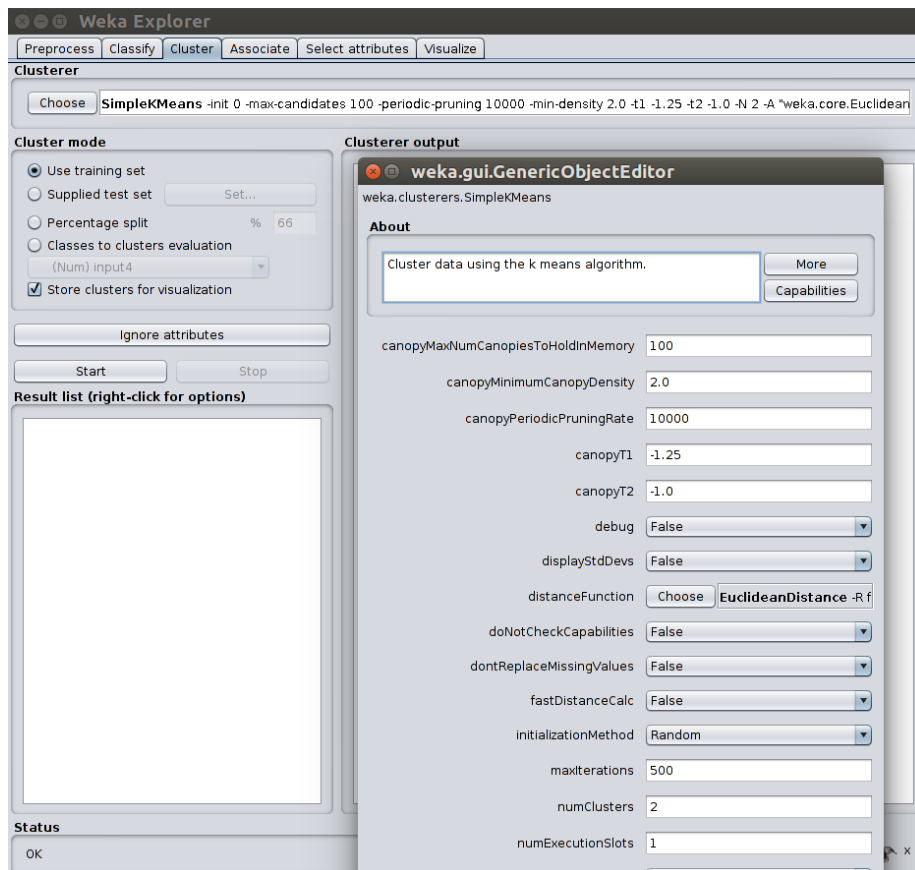 Weka Explorer
Preprocess Classify Cluster Associate Select attributes Visualize
Clusterer
Choose SimpleKMeans -init 0 -max-candidates 100 -periodic-pruning 10000 -min-density 2.0 -t1 -1.25 -t2 -1.0 -N 2 -A "weka.core.Euclidean
Cluster mode
Use training set
Supplied test set Set...
Percentage split % 66
Classes to clusters evaluation
(Num) input4
Store clusters for visualization
Ignore attributes
Start Stop
Result list (right-click for options)
Clusterer output
weka.gui.GenericObjectEditor
weka.clusterers.SimpleKMeans
About
Cluster data using the k means algorithm.
More
Capabilities
canopyMaxNumCanopiesToHoldInMemory 100
canopyMinimumCanopyDensity 2.0
canopyPeriodicPruningRate 10000
canopyT1 -1.25
canopyT2 -1.0
debug False
displayStdDevs False
distanceFunction Choose EuclideanDistance -R f
doNotCheckCapabilities False
dontReplaceMissingValues False
fastDistanceCalc False
initializationMethod Random
maxIterations 500
numClusters 2
numExecutionSlots 1
Status
OK
x